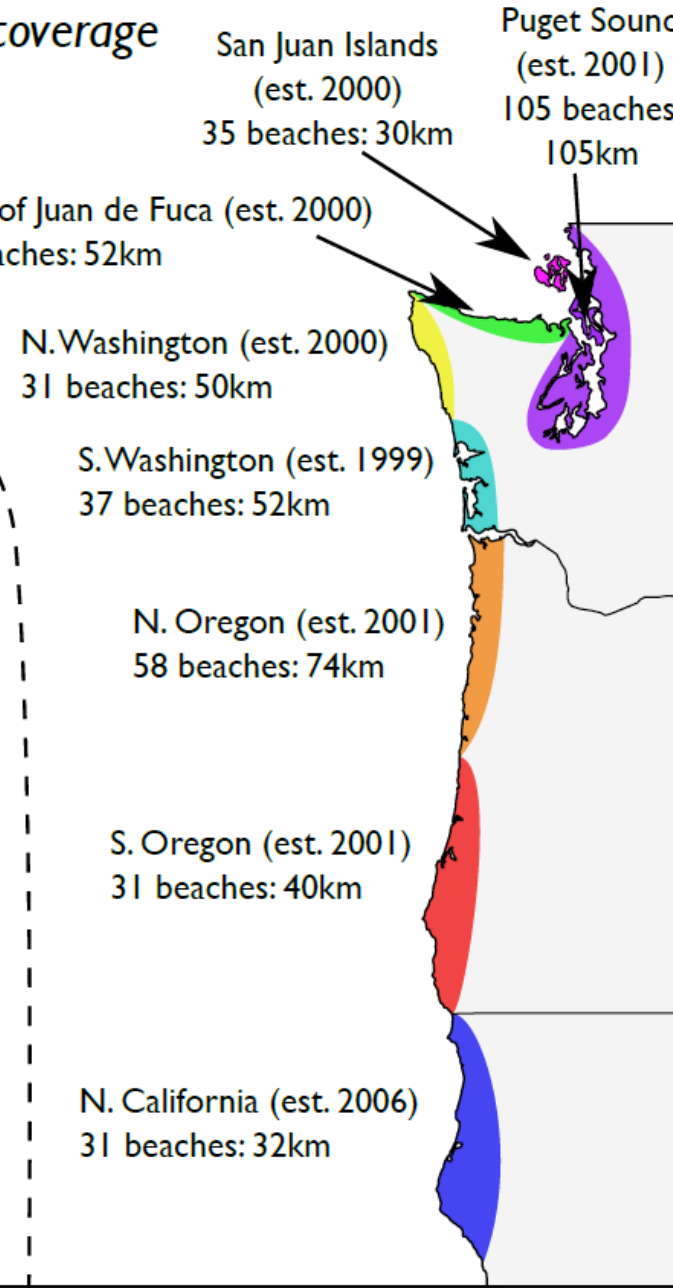 coverage
San Juan Islands
(est. 2000)
35 beaches: 30km
Puget Sound
(est. 2001)
105 beaches
105km
of Juan de Fuca (est. 2000)
aches: 52km
N. Washington (est. 2000)
31 beaches: 50km
S. Washington (est. 1999)
37 beaches: 52km
N. Oregon (est. 2001)
58 beaches: 74km
S. Oregon (est. 2001)
31 beaches: 40km
N. California (est. 2006)
31 beaches: 32km